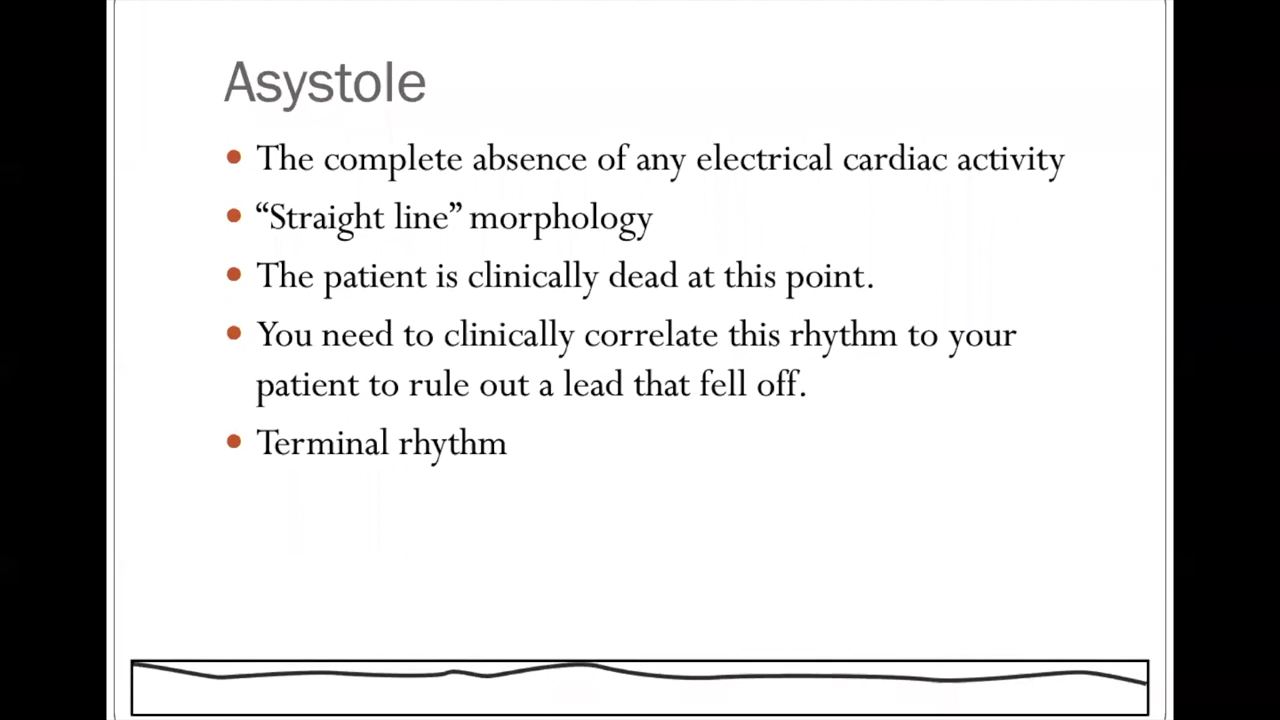 Asystole
The complete absence of any electrical cardiac activity
“Straight line” morphology
The patient is clinically dead at this point.
You need to clinically correlate this rhythm to your
patient to rule out a lead that fell off.
Terminal rhythm